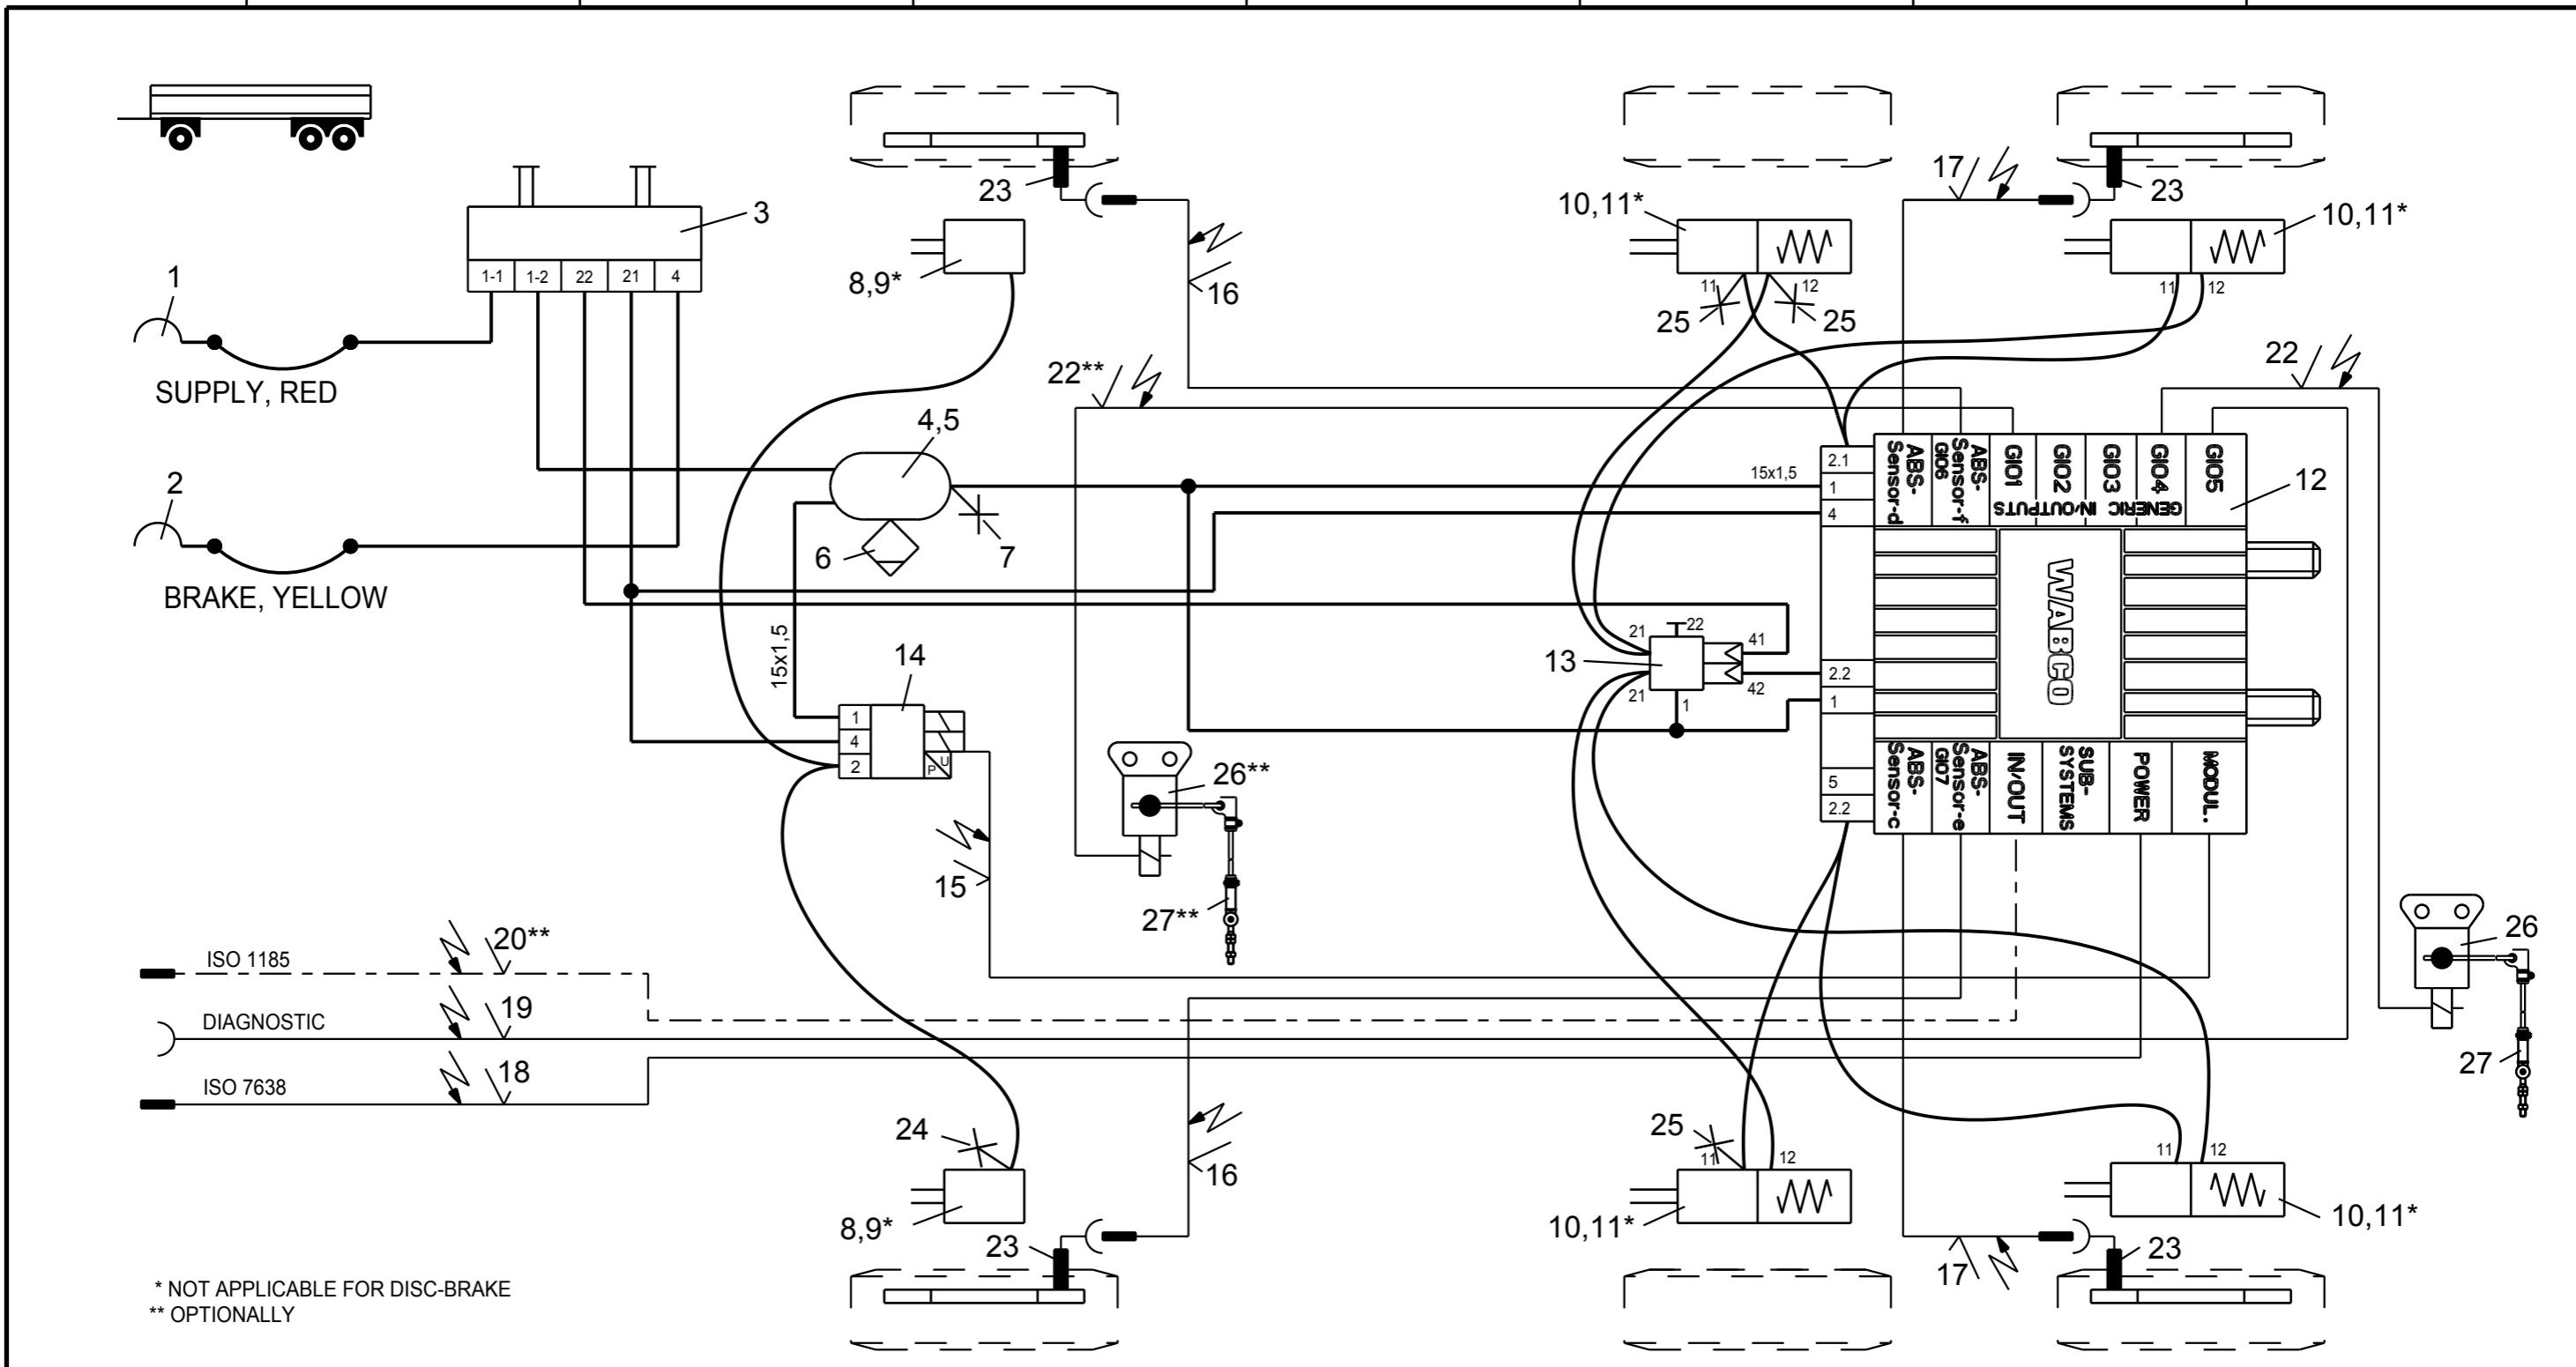 23
17
23
3
10,11*
10,11*
1-1
1-2
22
21
4
1
8,9*
16
11
12
25
25
11
12
SUPPLY, RED
22**
22
4,5
2
15x1,5
2.1
1
4
ABS-
Sensor-d
ABS-
Sensor-f
GIO6
GIO1
GIO2
GIO3
GIO4
GIO5
GENERIC IN/OUTPUTS
12
6
7
BRAKE, YELLOW
WABCO
15x1,5
14
13
21
22
41
21
42
1
2.2
1
1
4
2
U
P
5
2.2
ABS-
Sensor-c
ABS-
Sensor-e
GIO7
IN/OUT
SUB-
SYSTEMS
POWER
MODUL.
26**
15
27**
26
27
ISO 1185
20**
DIAGNOSTIC
19
ISO 7638
18
24
16
25
11
12
11
12
8,9*
10,11*
10,11*
23
17
23
* NOT APPLICABLE FOR DISC-BRAKE
** OPTIONALLY